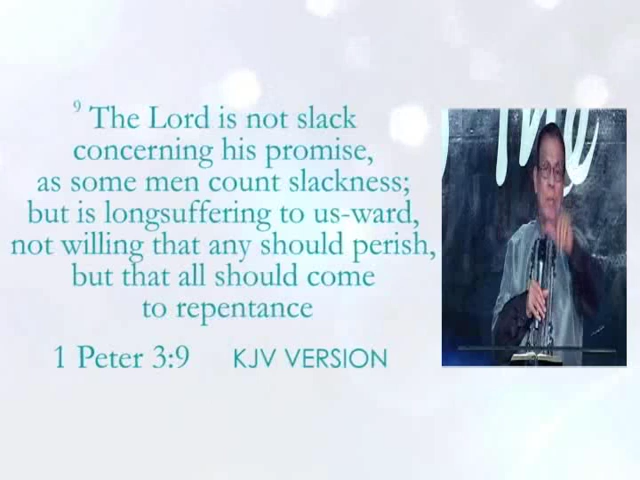 9 The Lord is not slack
concerning his promise,
as some men count slackness;
but is longsuffering to us-ward,
not willing that any should perish,
but that all should come
to repentance
1 Peter 3:9 KJV VERSION